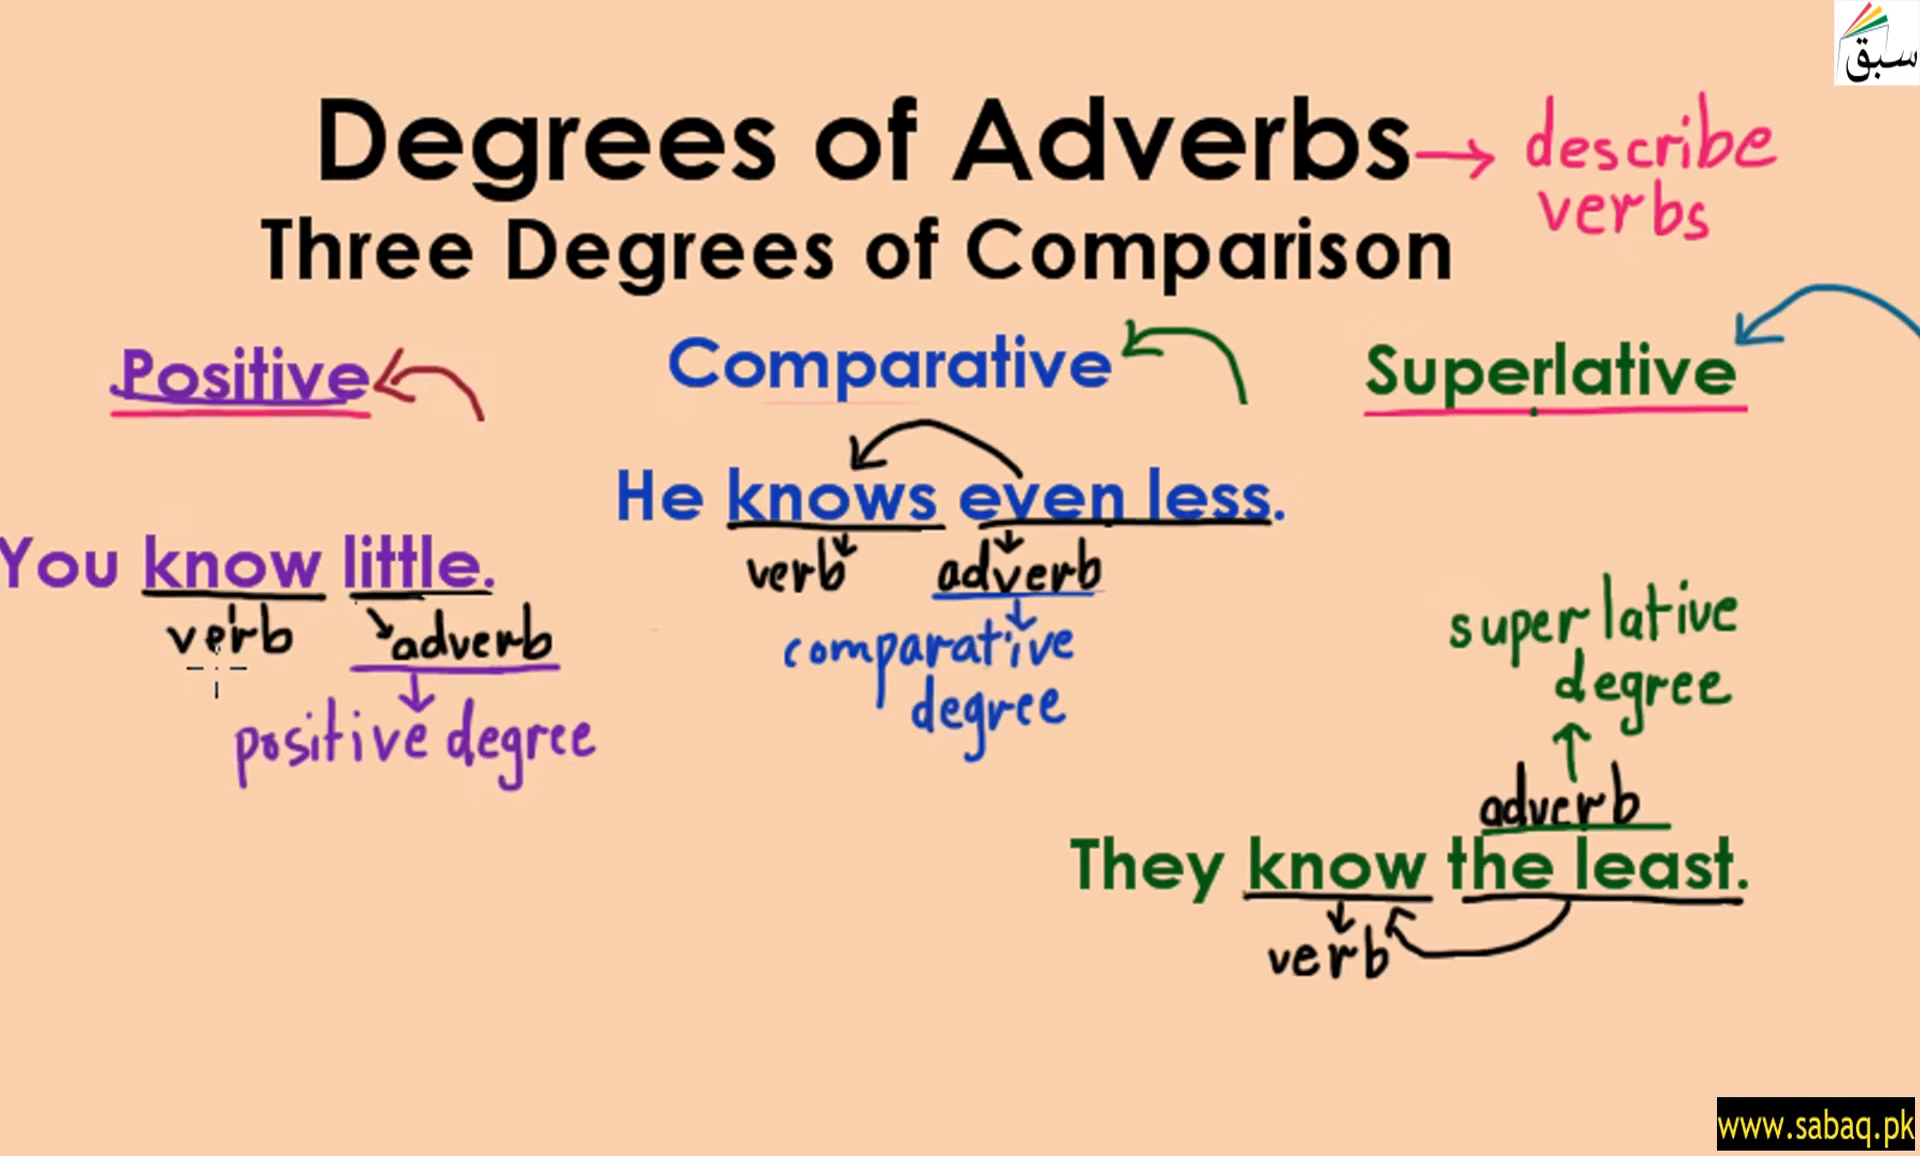 سبق
Degrees of Adverbs → describe
verbs
Three Degrees of Comparison
Positive
Comparative
Superlative
You know little.
verb adverb
positive degree
He knows even less.
verb adverb
comparative
degree
superlative
degree
adverb
They know the least.
verb
www.sabaq.pk